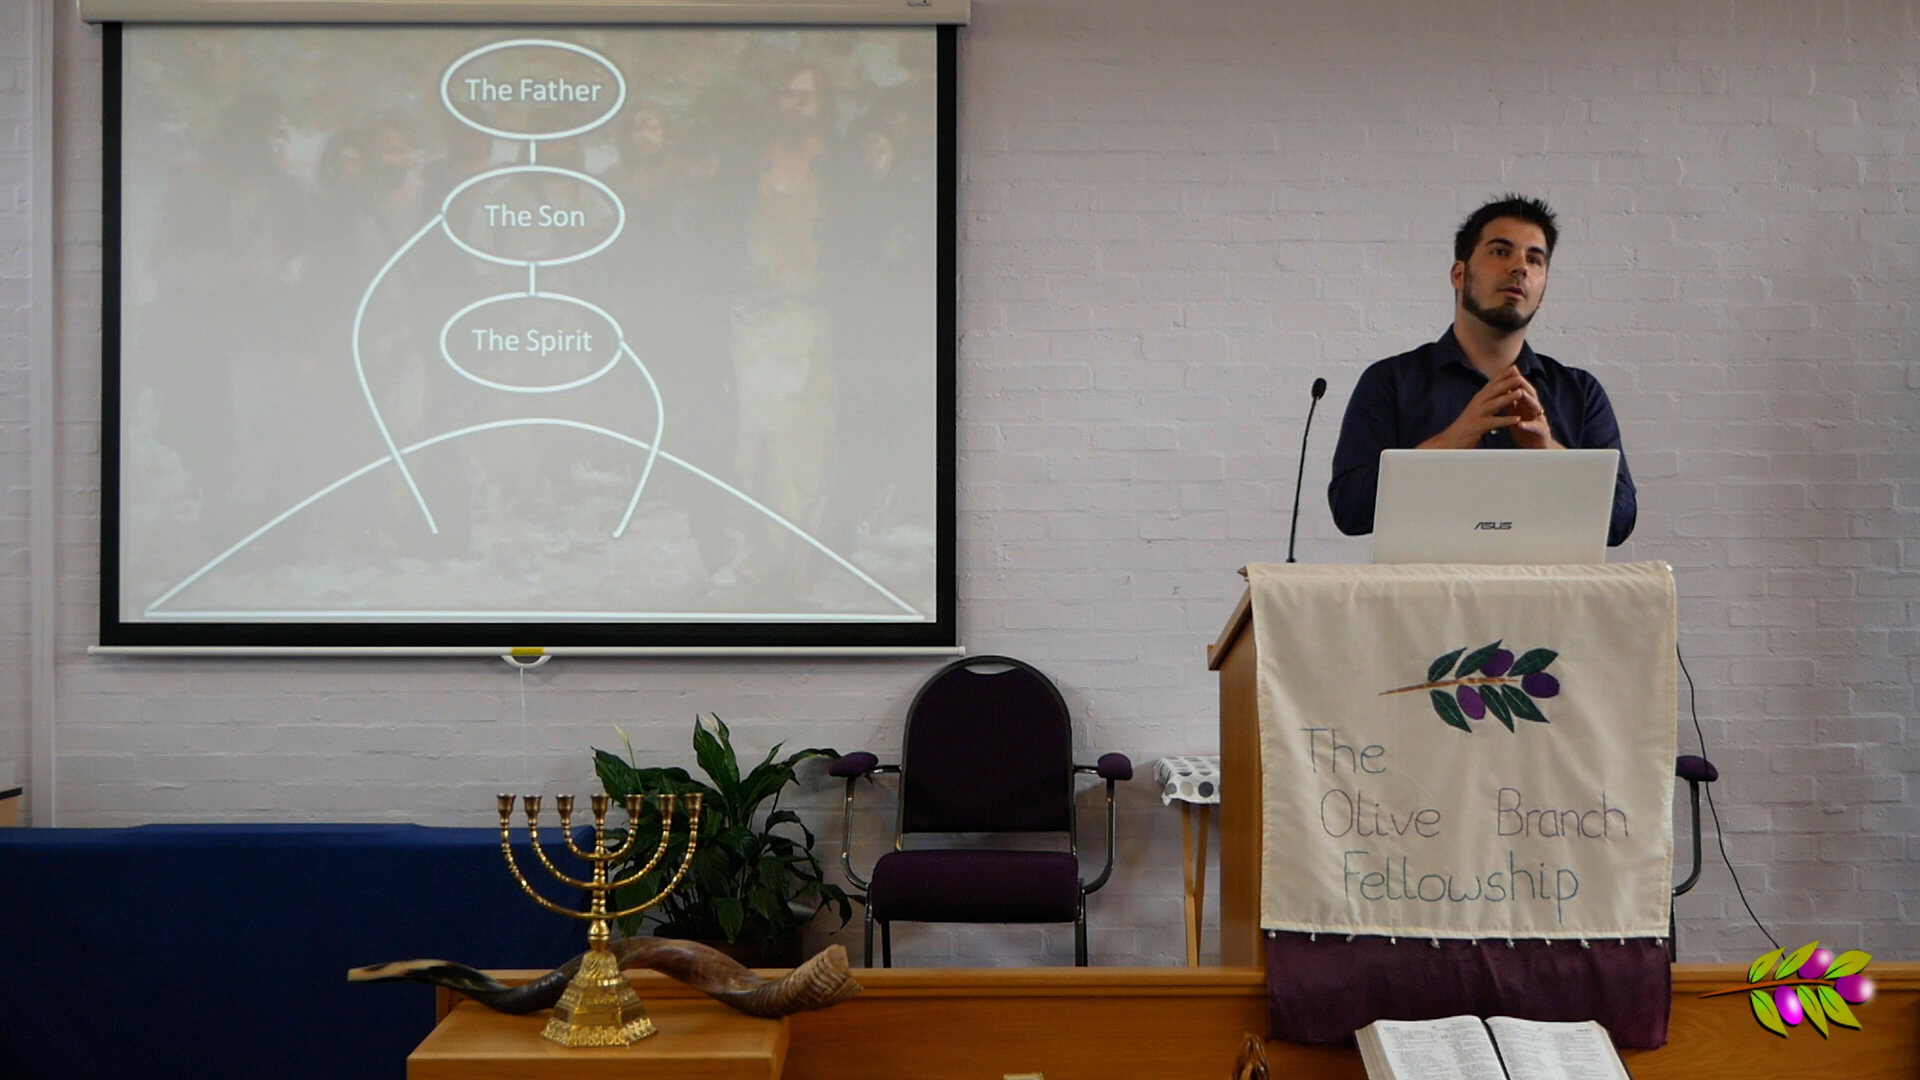 The Father
The Son
The Spirit
ASUS
The
Olive Branch
Fellowship